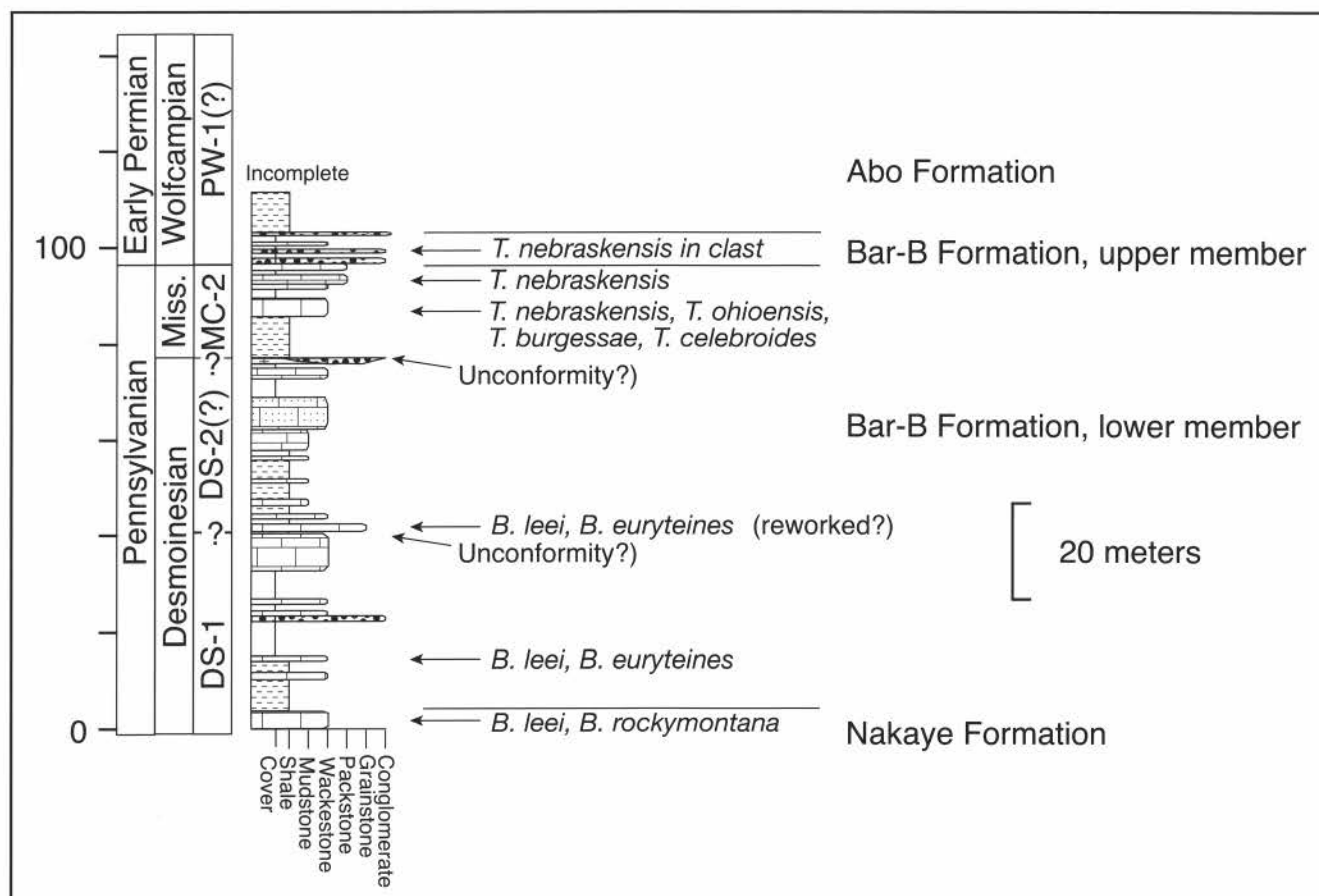 Early Permian
Wolfcampian
PW-1(?)
Incomplete
Abo Formation
100
T. nebraskensis in clast
Bar-B Formation, upper member
Miss.
MC-2
T. nebraskensis
T. nebraskensis, T. ohioensis,
T. burgessae, T. celebroides
?
Unconformity?)
Pennsylvanian
Desmoinesian
DS-2(?)
Bar-B Formation, lower member
?
B. leei, B. euryteines (reworked?)
Unconformity?)
20 meters
DS-1
B. leei, B. euryteines
B. leei, B. rockymontana
0
Nakaye Formation
Cover
Shale
Mudstone
Wackestone
Packstone
Grainstone
Conglomerate